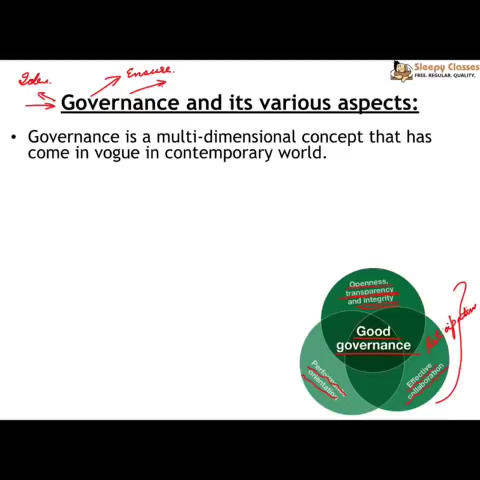 Sleepy Classes
FREE. REGULAR. QUALITY.
Ensure.
Governance and its various aspects:
• Governance is a multi-dimensional concept that has
come in vogue in contemporary world.
Openness,
transparency
and integrity
Good
governance
Performance
orientation
Effective
collaboration